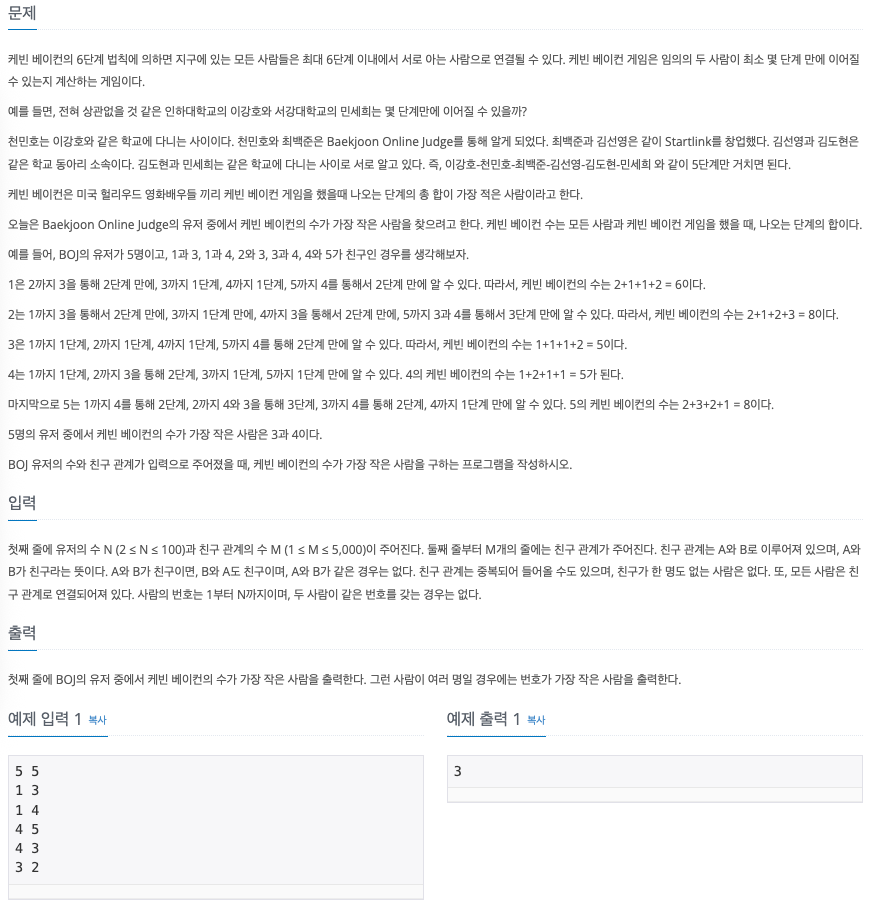 문제
케빈 베이컨의 6단계 법칙에 의하면 지구에 있는 모든 사람들은 최대 6단계 이내에서 서로 아는 사람으로 연결될 수 있다. 케빈 베이컨 게임은 임의의 두 사람이 최소 몇 단계 만에 이어질
수 있는지 계산하는 게임이다.
예를 들면, 전혀 상관없을 것 같은 인하대학교의 이강호와 서강대학교의 민세희는 몇 단계만에 이어질 수 있을까?
천민호는 이강호와 같은 학교에 다니는 사이이다. 천민호와 최백준은 Baekjoon Online Judge를 통해 알게 되었다. 최백준과 김선영은 같이 Startlink를 창업했다. 김선영과 김도현은
같은 학교 동아리 소속이다. 김도현과 민세희는 같은 학교에 다니는 사이로 서로 알고 있다. 즉, 이강호-천민호-최백준-김선영-김도현-민세희 와 같이 5단계만 거치면 된다.
케빈 베이컨은 미국 헐리우드 영화배우들 끼리 케빈 베이컨 게임을 했을때 나오는 단계의 총 합이 가장 적은 사람이라고 한다.
오늘은 Baekjoon Online Judge의 유저 중에서 케빈 베이컨의 수가 가장 작은 사람을 찾으려고 한다. 케빈 베이컨 수는 모든 사람과 케빈 베이컨 게임을 했을 때, 나오는 단계의 합이다.
예를 들어, BOJ의 유저가 5명이고, 1과 3, 1과 4, 2와 3, 3과 4, 4와 5가 친구인 경우를 생각해보자.
1은 2까지 3을 통해 2단계 만에, 3까지 1단계, 4까지 1단계, 5까지 4를 통해서 2단계 만에 알 수 있다. 따라서, 케빈 베이컨의 수는 2+1+1+2 = 6이다.
2는 1까지 3을 통해서 2단계 만에, 3까지 1단계 만에, 4까지 3을 통해서 2단계 만에, 5까지 3과 4를 통해서 3단계 만에 알 수 있다. 따라서, 케빈 베이컨의 수는 2+1+2+3 = 8이다.
3은 1까지 1단계, 2까지 1단계, 4까지 1단계, 5까지 4를 통해 2단계 만에 알 수 있다. 따라서, 케빈 베이컨의 수는 1+1+1+2 = 5이다.
4는 1까지 1단계, 2까지 3을 통해 2단계, 3까지 1단계, 5까지 1단계 만에 알 수 있다. 4의 케빈 베이컨의 수는 1+2+1+1 = 5가 된다.
마지막으로 5는 1까지 4를 통해 2단계, 2까지 4와 3을 통해 3단계, 3까지 4를 통해 2단계, 4까지 1단계 만에 알 수 있다. 5의 케빈 베이컨의 수는 2+3+2+1 = 8이다.
5명의 유저 중에서 케빈 베이컨의 수가 가장 작은 사람은 3과 4이다.
BOJ 유저의 수와 친구 관계가 입력으로 주어졌을 때, 케빈 베이컨의 수가 가장 작은 사람을 구하는 프로그램을 작성하시오.
입력
첫째 줄에 유저의 수 N (2 ≤ N ≤ 100)과 친구 관계의 수 M (1 ≤ M ≤ 5,000)이 주어진다. 둘째 줄부터 M개의 줄에는 친구 관계가 주어진다. 친구 관계는 A와 B로 이루어져 있으며, A와
B가 친구라는 뜻이다. A와 B가 친구이면, B와 A도 친구이며, A와 B가 같은 경우는 없다. 친구 관계는 중복되어 들어올 수도 있으며, 친구가 한 명도 없는 사람은 없다. 또, 모든 사람은 친
구 관계로 연결되어져 있다. 사람의 번호는 1부터 N까지이며, 두 사람이 같은 번호를 갖는 경우는 없다.
출력
첫째 줄에 BOJ의 유저 중에서 케빈 베이컨의 수가 가장 작은 사람을 출력한다. 그런 사람이 여러 명일 경우에는 번호가 가장 작은 사람을 출력한다.
예제 입력 1 복사
5 5
1 3
1 4
4 5
4 3
3 2
예제 출력 1 복사
3